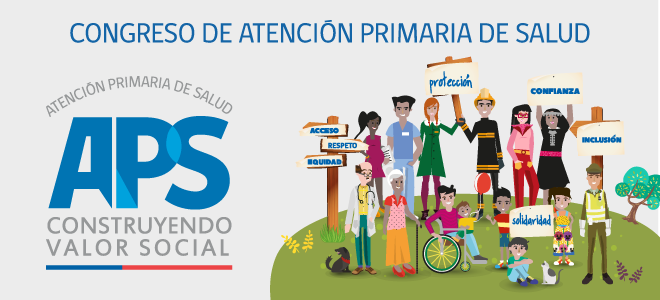 CONGRESO DE ATENCIÓN PRIMARIA DE SALUD
ATENCIÓN PRIMARIA DE SALUD
APS
CONSTRUYENDO
VALOR SOCIAL
protección
CONFIANZA
ACCESO
RESPETO
EQUIDAD
INCLUSIÓN
solidaridad